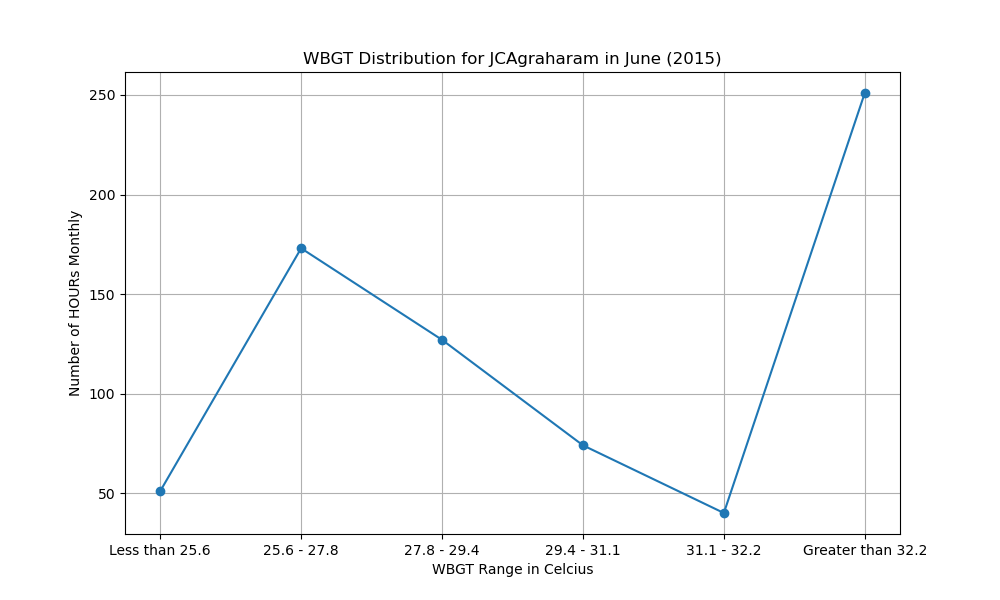 WBGT Distribution for JCAgraharam in June (2015)
Number of HOURs Monthly
250
200
150
100
50
Less than 25.6
25.6 - 27.8
27.8 - 29.4
29.4 - 31.1
31.1 - 32.2
Greater than 32.2
WBGT Range in Celcius